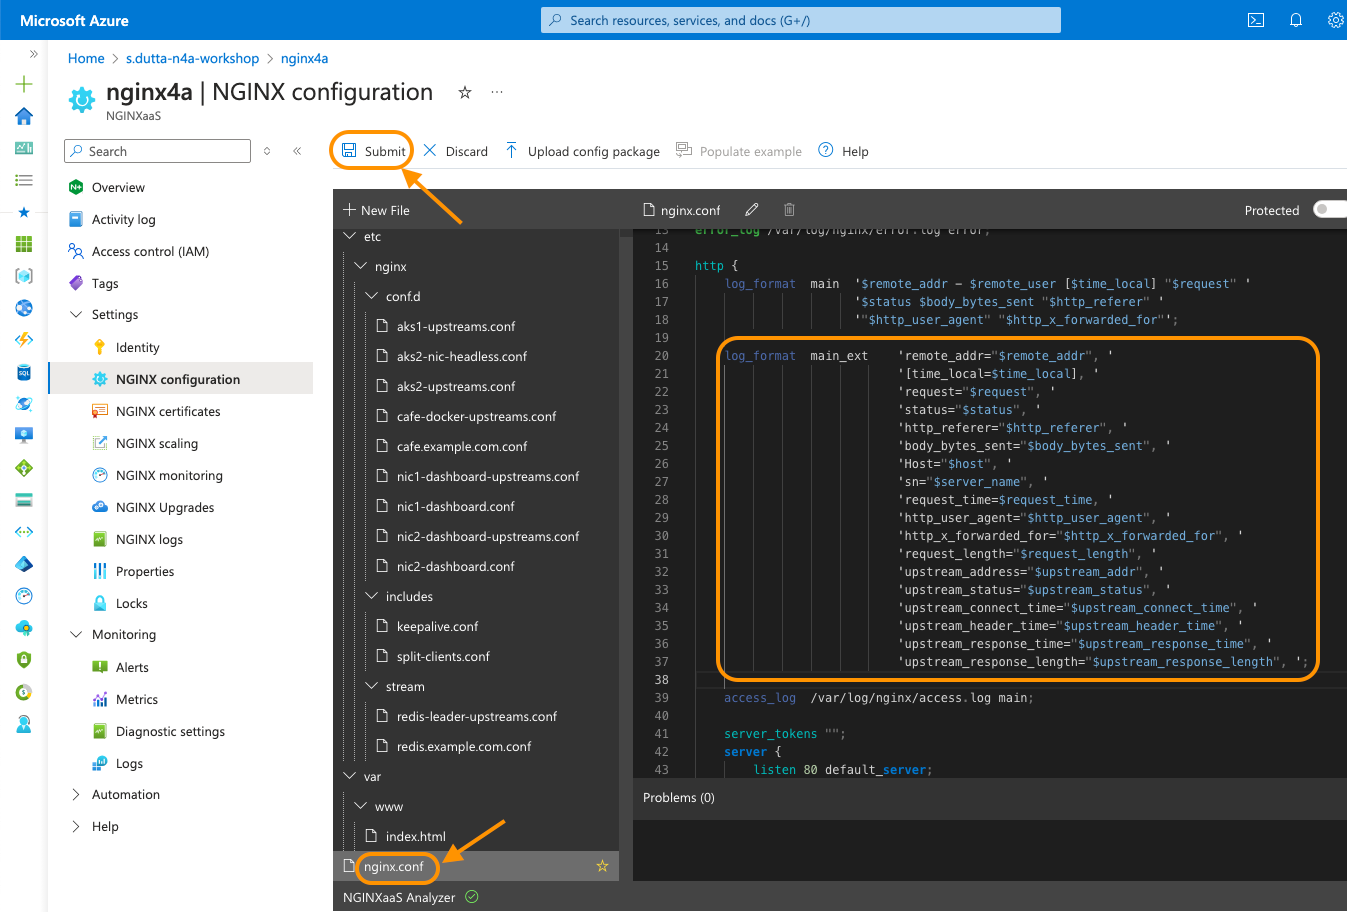 Microsoft Azure
Search resources, services, and docs (G+/)
Home > s.dutta-n4a-workshop > nginx4a
nginx4a | NGINX configuration
NGINXaaS
Search
Overview
Activity log
Access control (IAM)
Tags
Settings
Identity
NGINX configuration
NGINX certificates
NGINX scaling
NGINX monitoring
NGINX Upgrades
NGINX logs
Properties
Locks
Monitoring
Alerts
Metrics
Diagnostic settings
Logs
Automation
Help
Submit Discard Upload config package Populate example Help
New File
etc
nginx
conf.d
aks1-upstreams.conf
aks2-nic-headless.conf
aks2-upstreams.conf
cafe-docker-upstreams.conf
cafe.example.com.conf
nic1-dashboard-upstreams.conf
nic1-dashboard.conf
nic2-dashboard-upstreams.conf
nic2-dashboard.conf
includes
keepalive.conf
split-clients.conf
stream
redis-leader-upstreams.conf
redis.example.com.conf
var
www
index.html
nginx.conf
NGINXaaS Analyzer
nginx.conf Protected
13 error_log /var/log/nginx/error.log error;
14
15 http {
16 log_format main '$remote_addr - $remote_user [$time_local] "$request" '
17 '$status $body_bytes_sent "$http_referer" '
18 '"$http_user_agent" "$http_x_forwarded_for"';
19
20 log_format main_ext 'remote_addr="$remote_addr", '
21 '[time_local=$time_local], '
22 'request="$request", '
23 'status="$status", '
24 'http_referer="$http_referer", '
25 'body_bytes_sent="$body_bytes_sent", '
26 'Host="$host", '
27 'sn="$server_name", '
28 'request_time=$request_time, '
29 'http_user_agent="$http_user_agent", '
30 'http_x_forwarded_for="$http_x_forwarded_for", '
31 'request_length="$request_length", '
32 'upstream_address="$upstream_addr", '
33 'upstream_status="$upstream_status", '
34 'upstream_connect_time="$upstream_connect_time", '
35 'upstream_header_time="$upstream_header_time", '
36 'upstream_response_time="$upstream_response_time", '
37 'upstream_response_length="$upstream_response_length", ';
38
39 access_log /var/log/nginx/access.log main;
40
41 server_tokens "";
42 server {
43 listen 80 default_server;
Problems (0)